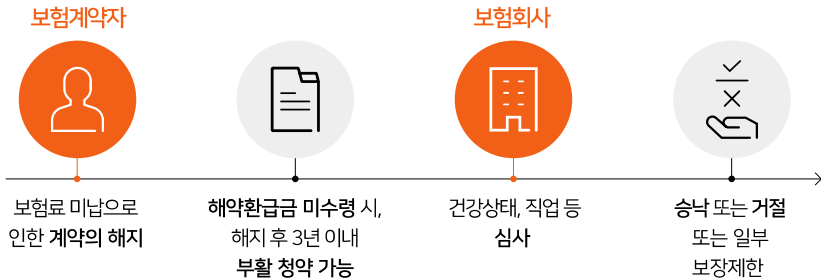 보험계약자
보험회사
보험료 미납으로
인한 계약의 해지
해약환급금 미수령 시,
해지 후 3년 이내
부활 청약 가능
건강상태, 직업 등
심사
승낙 또는 거절
또는 일부
보장제한